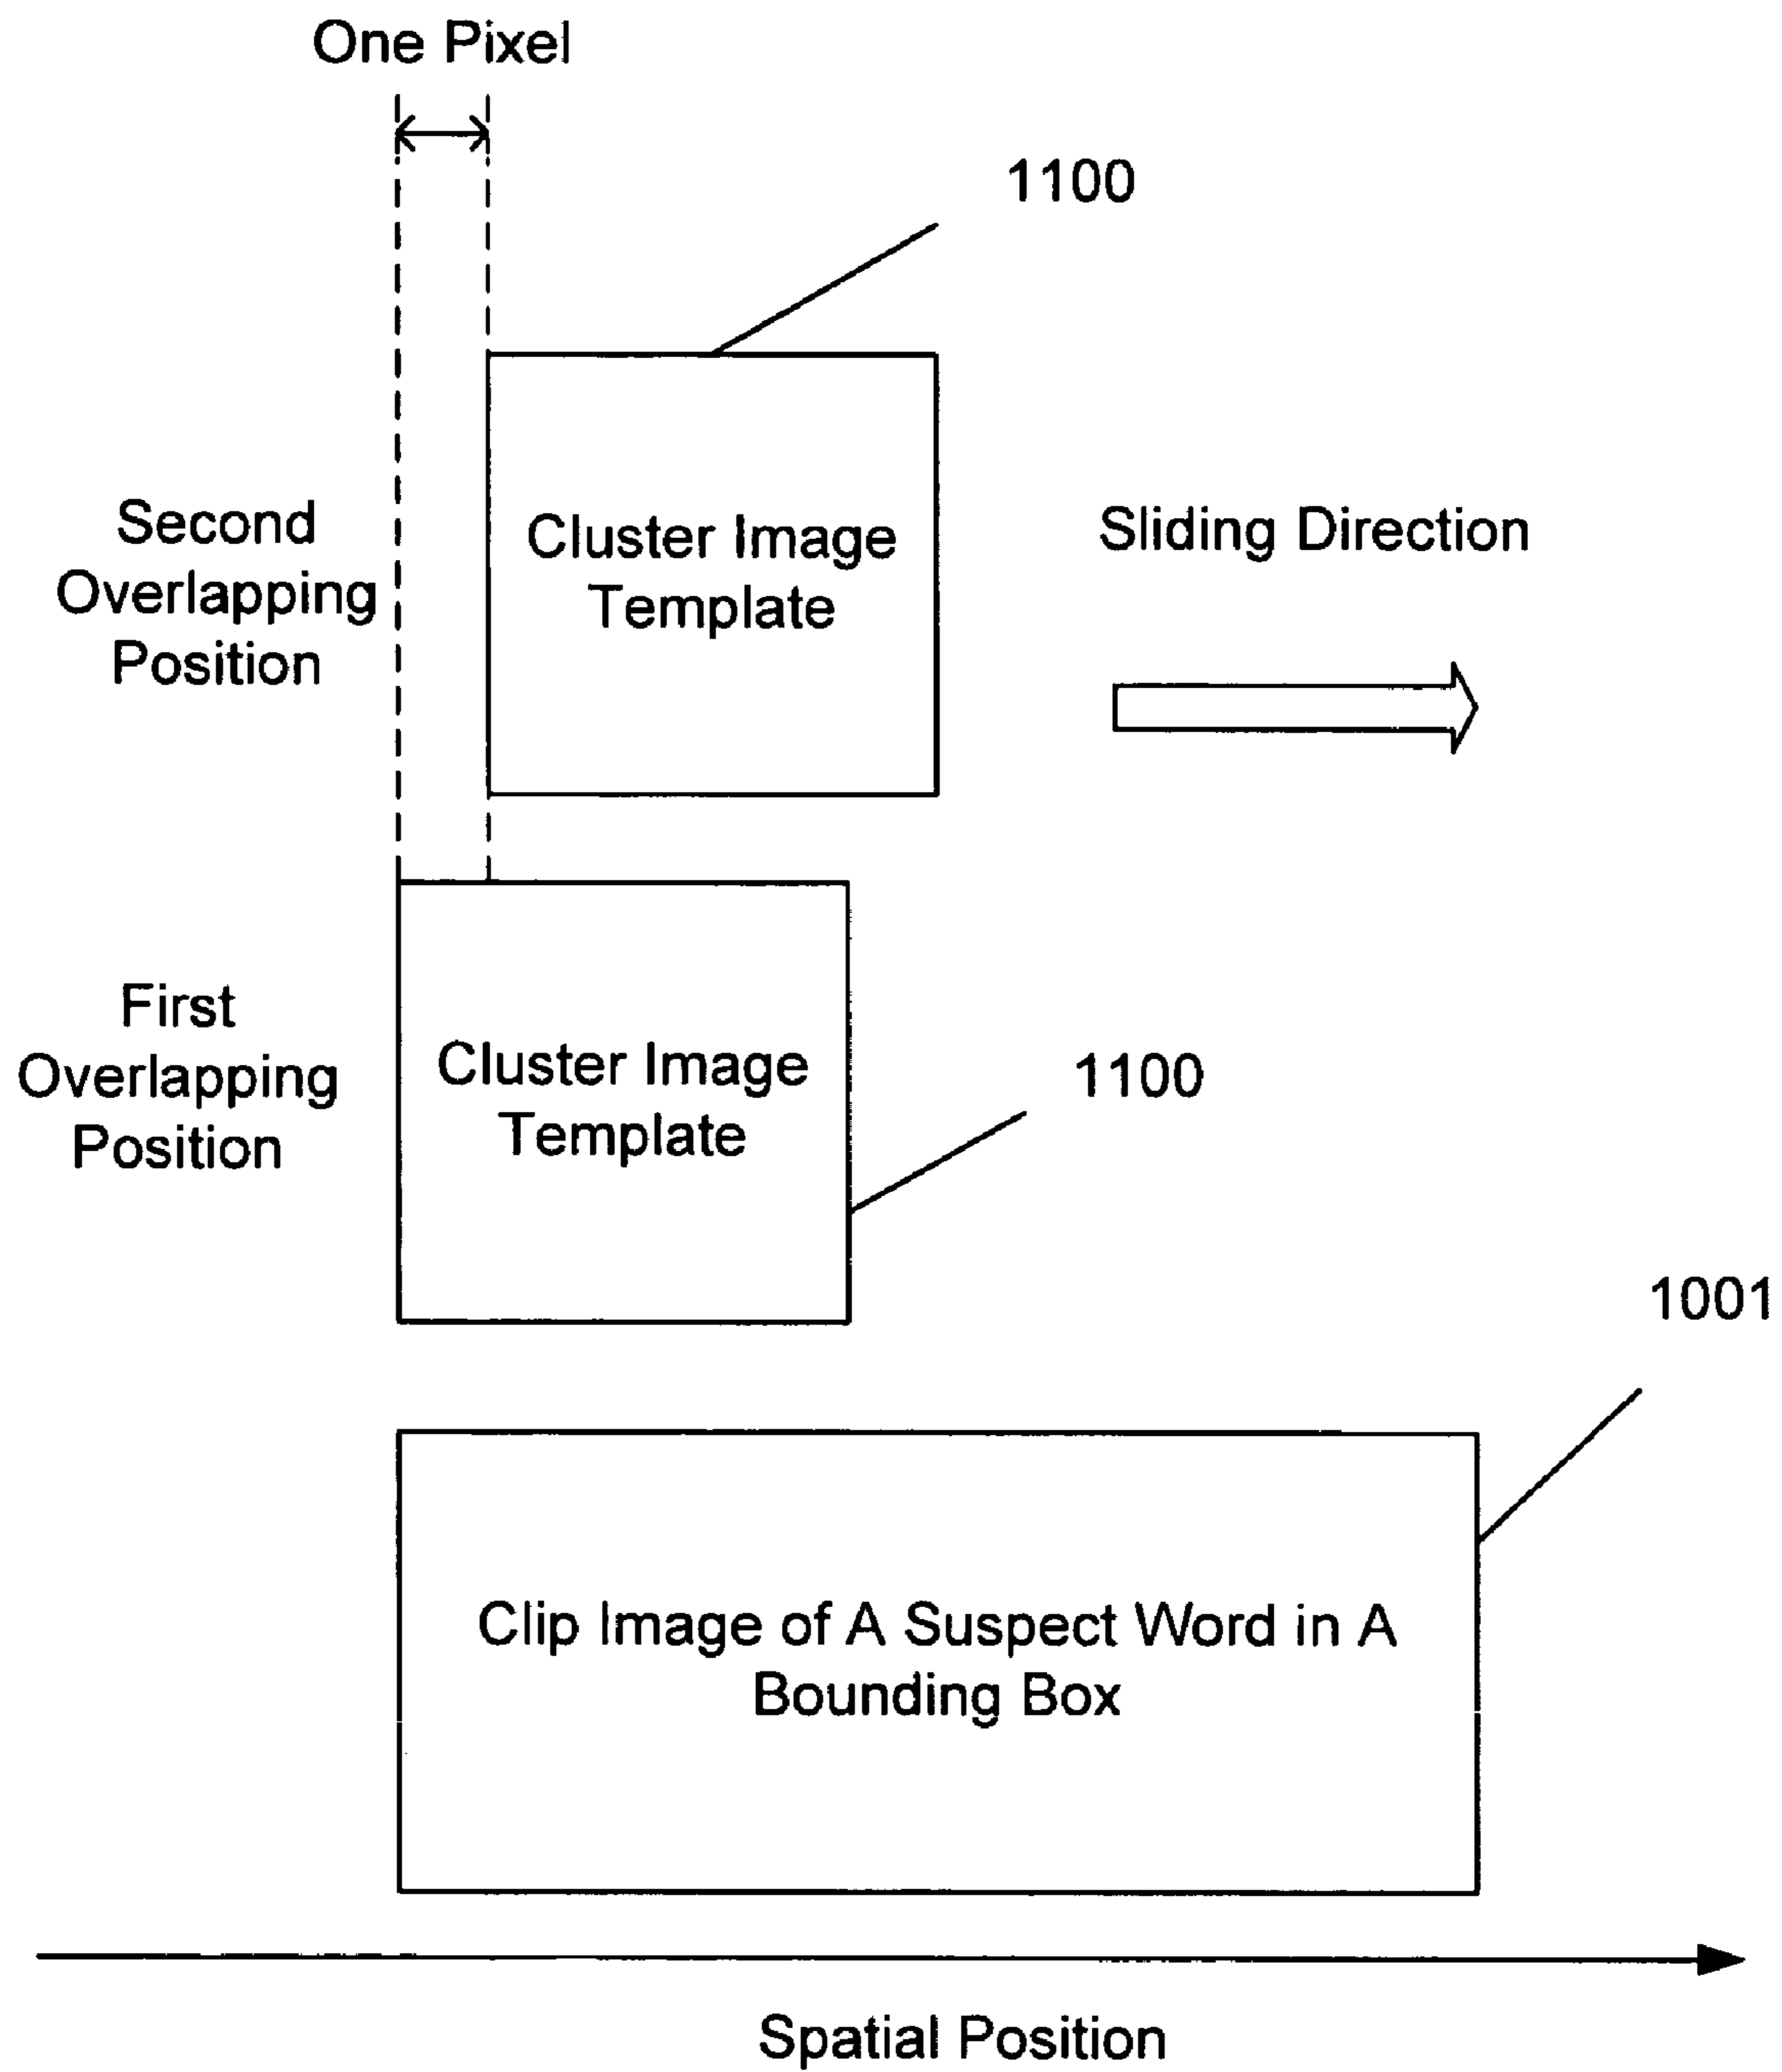 One Pixel
1100
Second
Overlapping
Position
Cluster Image
Template
Sliding Direction
First
Overlapping
Position
Cluster Image
Template
1100
1001
Clip Image of A Suspect Word in A
Bounding Box
Spatial Position